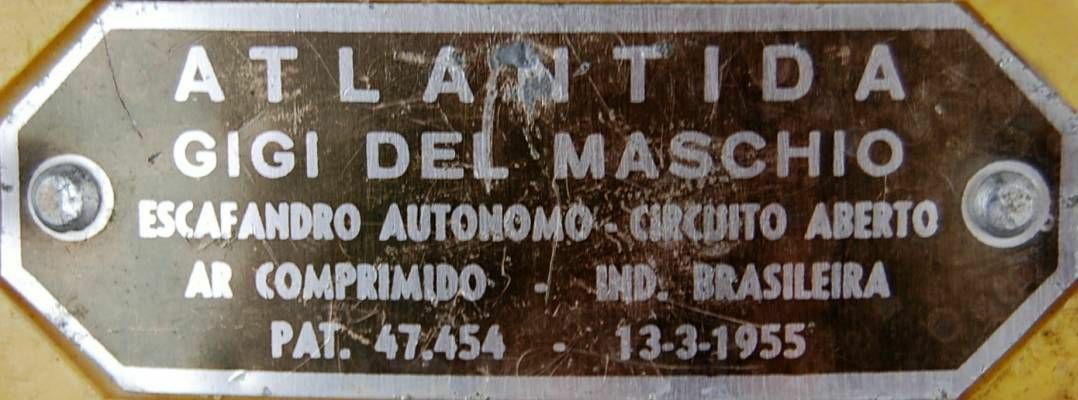 ATLANTIDA
GIGI DEL MASCHIO
ESCAFANDRO AUTONOMO - CIRCUITO ABERTO
AR COMPRIMIDO - IND. BRASILEIRA
PAT. 47.454 - 13-3-1955